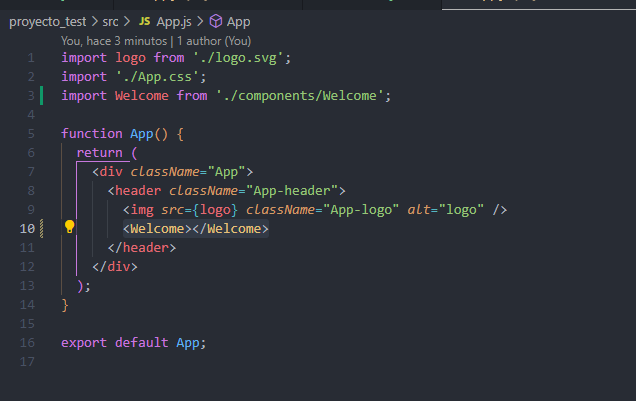 proyecto_test > src > JS App.js > App
You, hace 3 minutos | 1 author (You)
1 import logo from './logo.svg';
2 import './App.css';
3 import Welcome from './components/Welcome';
4
5 function App() {
6   return (
7     <div className="App">
8       <header className="App-header">
9         <img src={logo} className="App-logo" alt="logo" />
10         <Welcome></Welcome>
11       </header>
12     </div>
13   );
14 }
15
16 export default App;
17